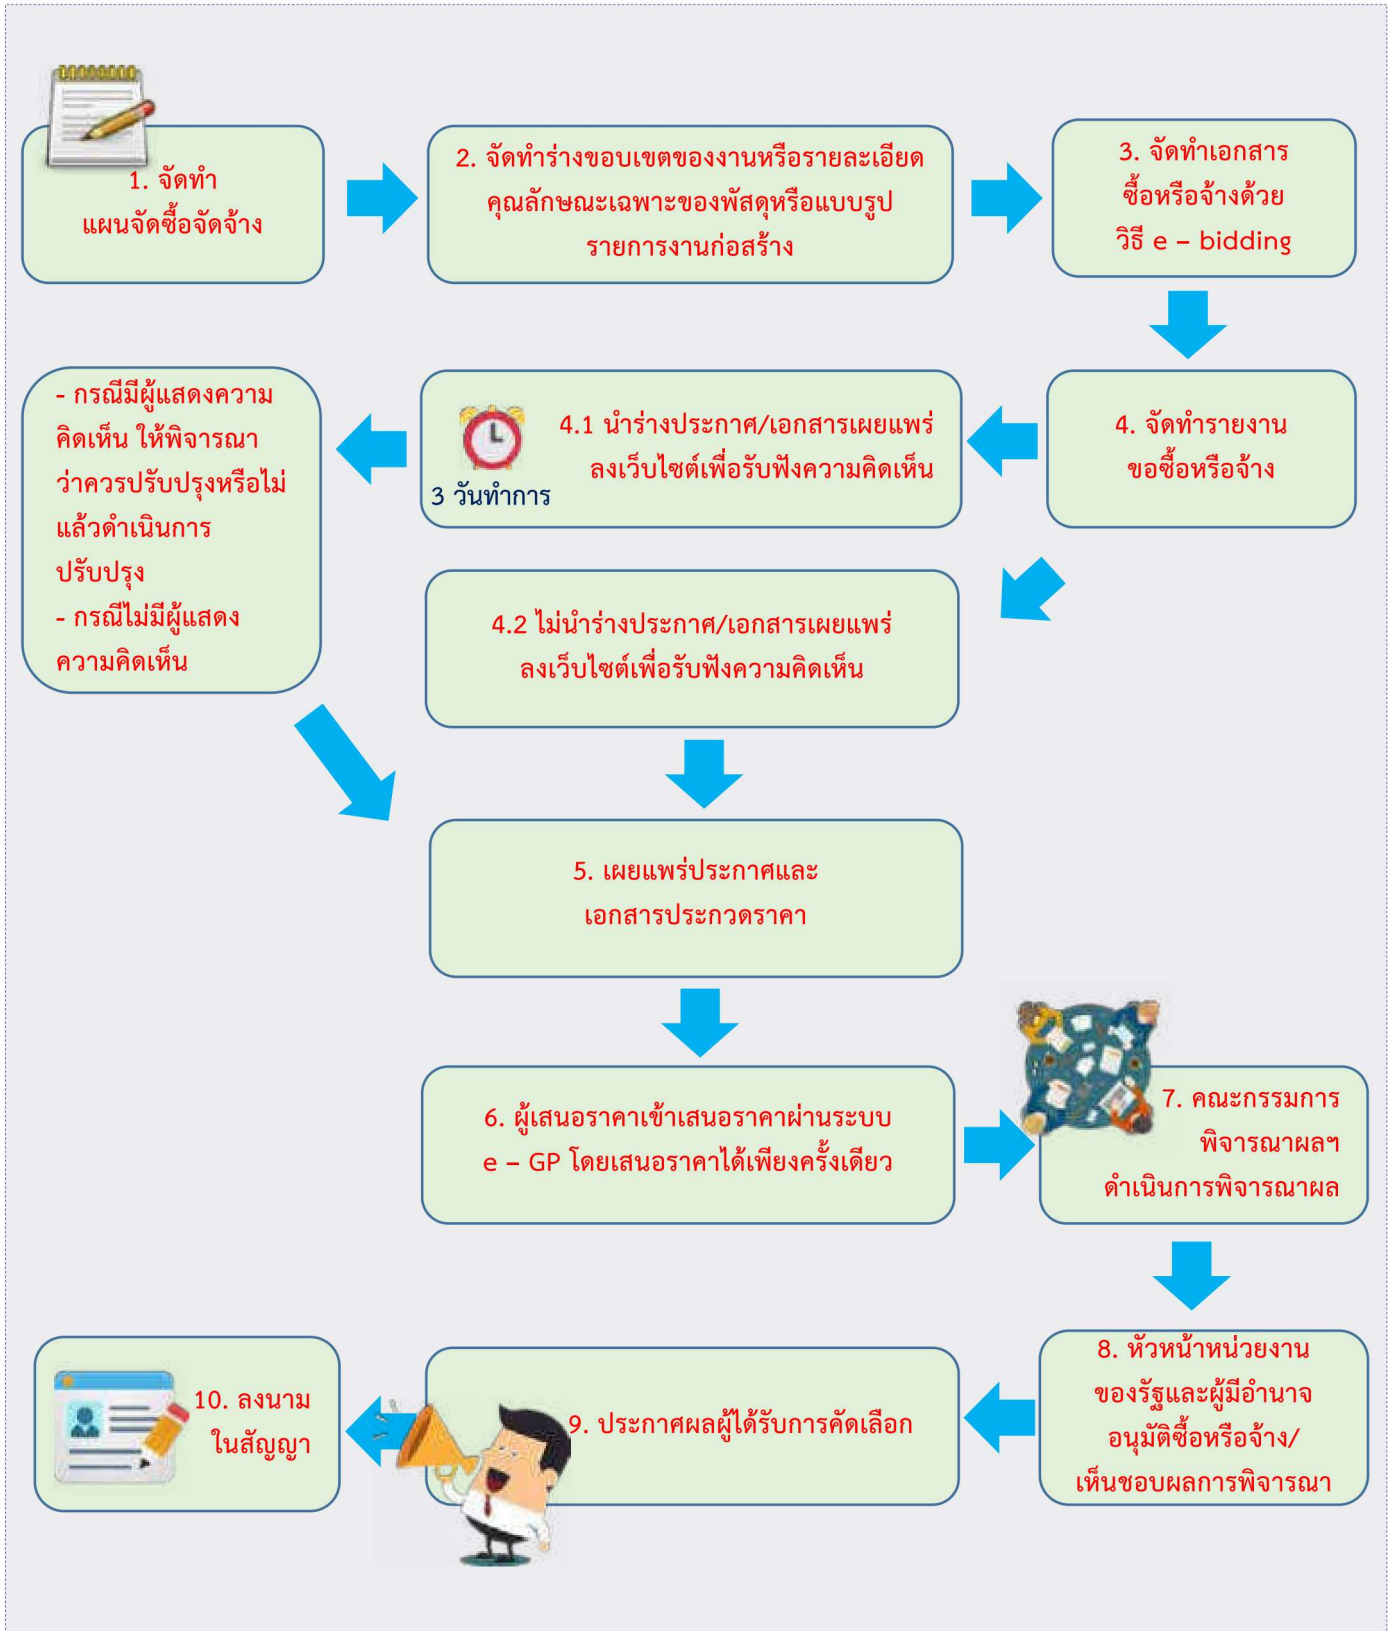 1. จัดทำ
แผนจัดซื้อจัดจ้าง
2. จัดทำร่างขอบเขตของงานหรือรายละเอียด
คุณลักษณะเฉพาะของพัสดุหรือแบบรูป
รายการงานก่อสร้าง
3. จัดทำเอกสาร
ซื้อหรือจ้างด้วย
วิธี e – bidding
4. จัดทำรายงาน
ขอซื้อหรือจ้าง
4.1 นำร่างประกาศ/เอกสารเผยแพร่
ลงเว็บไซต์เพื่อรับฟังความคิดเห็น
3 วันทำการ
- กรณีมีผู้แสดงความ
คิดเห็น ให้พิจารณา
ว่าควรปรับปรุงหรือไม่
แล้วดำเนินการ
ปรับปรุง
- กรณีไม่มีผู้แสดง
ความคิดเห็น
4.2 ไม่นำร่างประกาศ/เอกสารเผยแพร่
ลงเว็บไซต์เพื่อรับฟังความคิดเห็น
5. เผยแพร่ประกาศและ
เอกสารประกวดราคา
6. ผู้เสนอราคาเข้าเสนอราคาผ่านระบบ
e – GP โดยเสนอราคาได้เพียงครั้งเดียว
7. คณะกรรมการ
พิจารณาผลฯ
ดำเนินการพิจารณาผล
8. หัวหน้าหน่วยงาน
ของรัฐและผู้มีอำนาจ
อนุมัติซื้อหรือจ้าง/
เห็นชอบผลการพิจารณา
9. ประกาศผลผู้ได้รับการคัดเลือก
10. ลงนาม
ในสัญญา